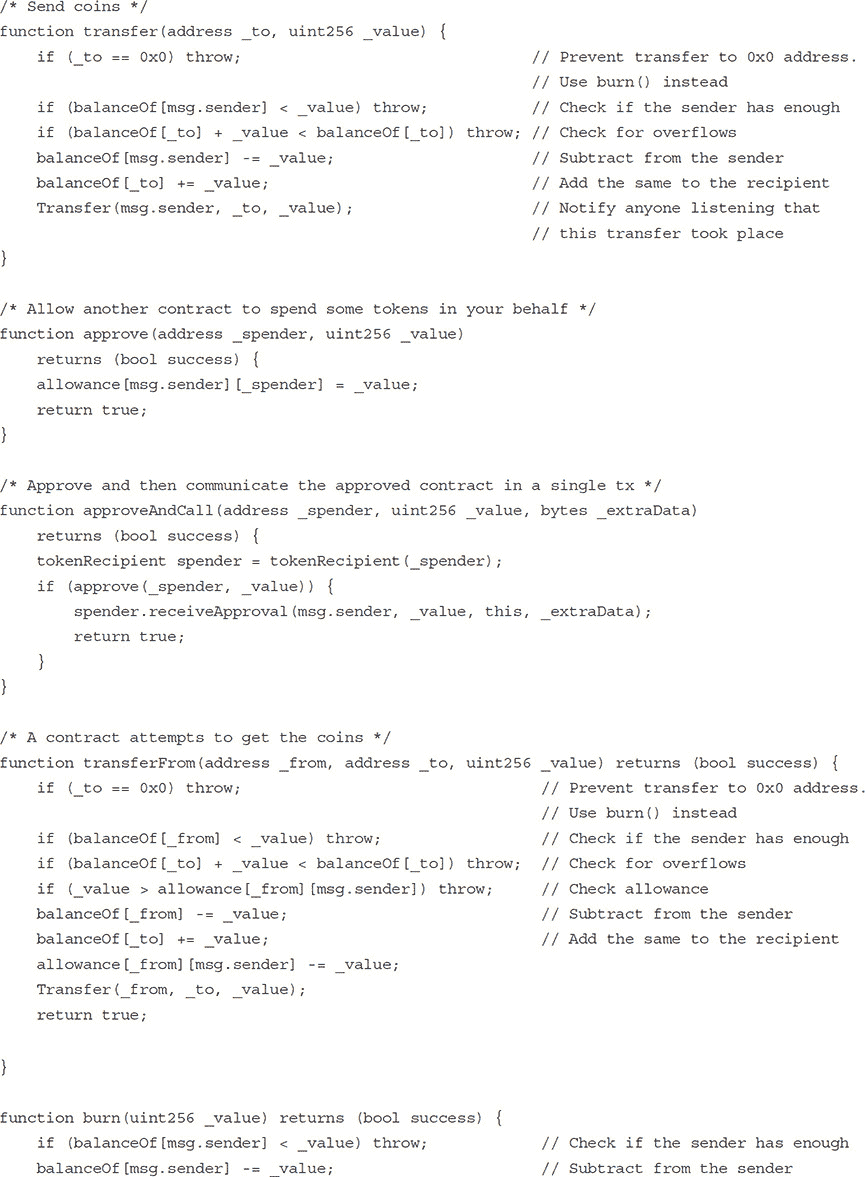 /* Send coins */
function transfer(address _to, uint256 _value) {
    if (_to == 0x0) throw;                               // Prevent transfer to 0x0 address.
                                                         // Use burn() instead
    if (balanceOf[msg.sender] < _value) throw;           // Check if the sender has enough
    if (balanceOf[_to] + _value < balanceOf[_to]) throw; // Check for overflows
    balanceOf[msg.sender] -= _value;                     // Subtract from the sender
    balanceOf[_to] += _value;                            // Add the same to the recipient
    Transfer(msg.sender, _to, _value);                   // Notify anyone listening that
                                                         // this transfer took place
}

/* Allow another contract to spend some tokens in your behalf */
function approve(address _spender, uint256 _value)
    returns (bool success) {
    allowance[msg.sender][_spender] = _value;
    return true;
}

/* Approve and then communicate the approved contract in a single tx */
function approveAndCall(address _spender, uint256 _value, bytes _extraData)
    returns (bool success) {
    tokenRecipient spender = tokenRecipient(_spender);
    if (approve(_spender, _value)) {
        spender.receiveApproval(msg.sender, _value, this, _extraData);
        return true;
    }
}

/* A contract attempts to get the coins */
function transferFrom(address _from, address _to, uint256 _value) returns (bool success) {
    if (_to == 0x0) throw;                                // Prevent transfer to 0x0 address.
                                                          // Use burn() instead
    if (balanceOf[_from] < _value) throw;                 // Check if the sender has enough
    if (balanceOf[_to] + _value < balanceOf[_to]) throw;  // Check for overflows
    if (_value > allowance[_from][msg.sender]) throw;     // Check allowance
    balanceOf[_from] -= _value;                           // Subtract from the sender
    balanceOf[_to] += _value;                             // Add the same to the recipient
    allowance[_from][msg.sender] -= _value;
    Transfer(_from, _to, _value);
    return true;

}

function burn(uint256 _value) returns (bool success) {
    if (balanceOf[msg.sender] < _value) throw;            // Check if the sender has enough
    balanceOf[msg.sender] -= _value;                      // Subtract from the sender